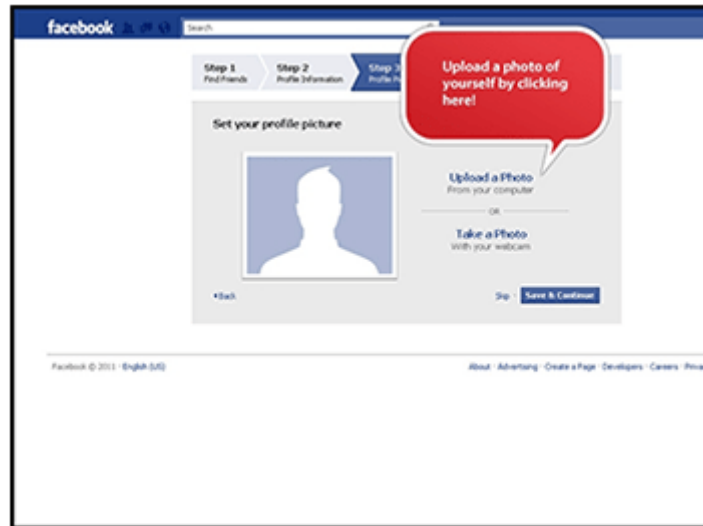 facebook
Search
Step 1
Find Friends
Step 2
Profile Information
Step 3
Profile
Upload a photo of
yourself by clicking
here!
Set your profile picture
Upload a Photo
From your computer
OR
Take a Photo
With your webcam
Back
Skip · Save & Continue
Facebook © 2011 · English (US)
About · Advertising · Create a Page · Developers · Careers ·